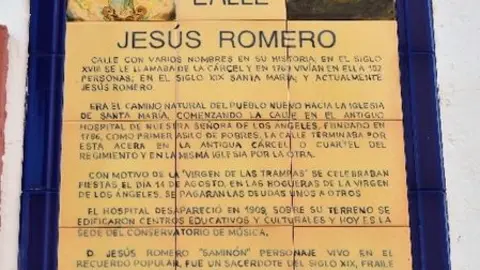 CALLE
JESÚS ROMERO
CALLE CON VARIOS NOMBRES EN SU HISTORIA, EN EL SIGLO
XVIII SE LE LLAMABA DE LA CÁRCEL Y EN 1769 VIVÍAN EN ELLA 152
PERSONAS; EN EL SIGLO XIX SANTA MARÍA; Y ACTUALMENTE
JESÚS ROMERO.
ERA EL CAMINO NATURAL DEL PUEBLO NUEVO HACIA LA IGLESIA
DE SANTA MARÍA, COMENZANDO LA CALLE EN EL ANTIGUO
HOSPITAL DE NUESTRA SEÑORA DE LOS ANGELES, FUNDADO EN
1786, COMO PRIMER ASILO DE POBRES. LA CALLE TERMINABA POR
ESTA ACERA EN LA ANTIGUA CÁRCEL O CUARTEL DEL
REGIMIENTO Y EN LA MISMA IGLESIA POR LA OTRA.
CON MOTIVO DE LA "VIRGEN DE LAS TRAMPAS" SE CELEBRABAN
FIESTAS EL DIA 14 DE AGOSTO, EN LAS HOGUERAS DE LA VIRGEN
DE LOS ÁNGELES, SE PAGARAN LAS DEUDAS UNOS A OTROS
EL HOSPITAL DESAPARECIÓ EN 1909, SOBRE SU TERRENO SE
EDIFICARON CENTROS EDUCATIVOS Y CULTURALES Y HOY ES LA
SEDE DEL CONSERVATORIO DE MÚSICA.
D. JESÚS ROMERO "SAMINÓN" PERSONAJE VIVO EN EL
RECUERDO POPULAR, FUE UN SACERDOTE DEL SIGLO XIX, FRAILE